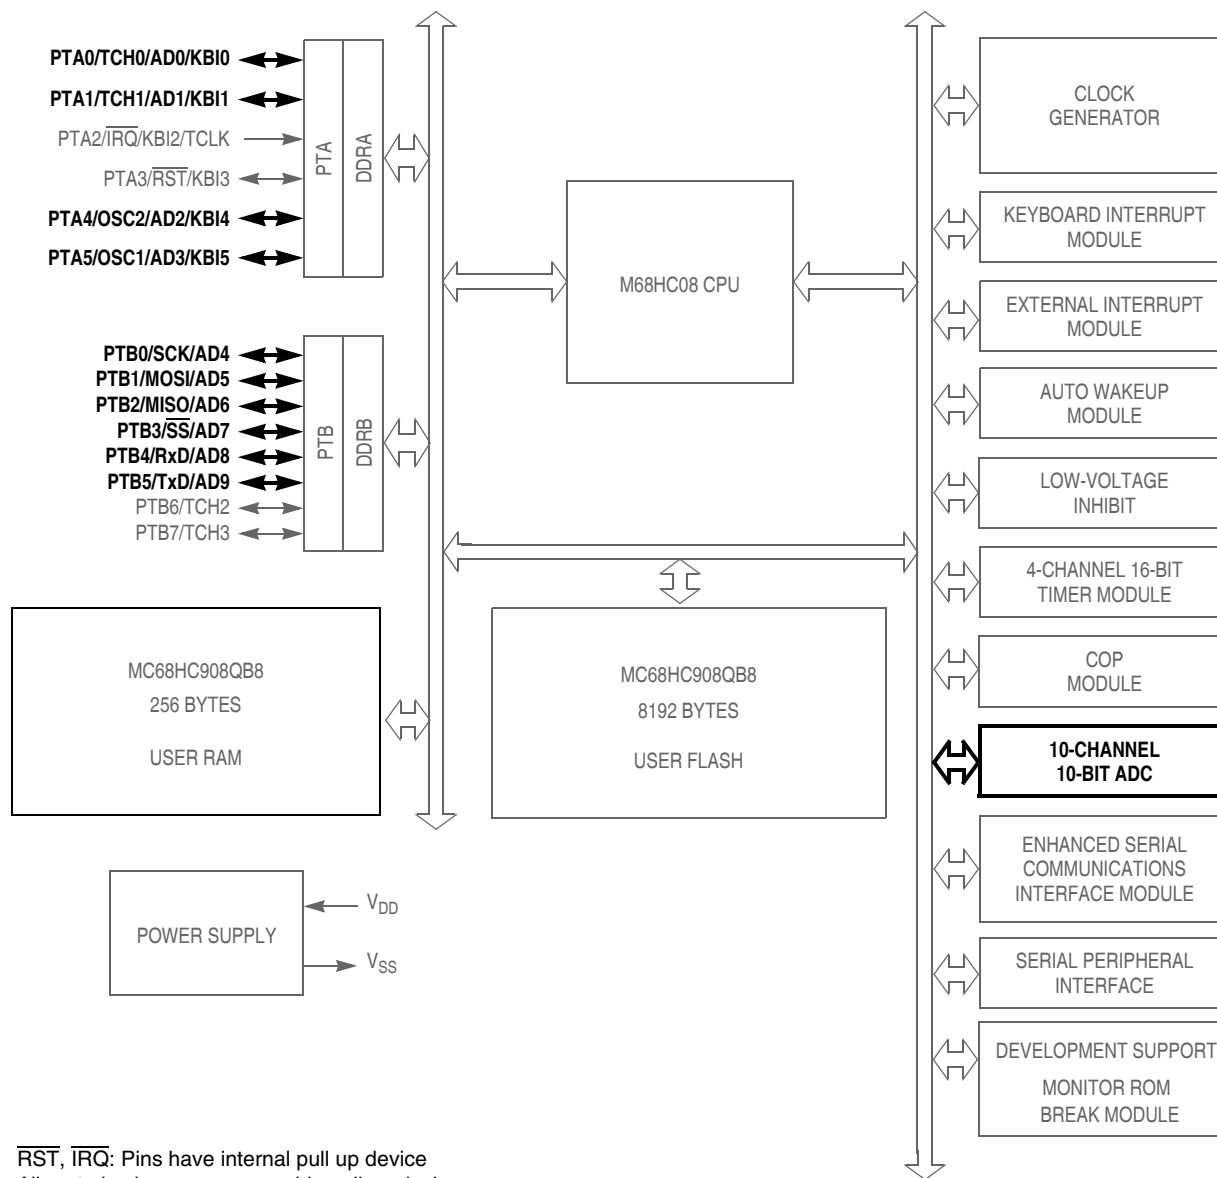 PTA0/TCH0/AD0/KBI0
PTA1/TCH1/AD1/KBI1
PTA2/I̅R̅Q̅/KBI2/TCLK
PTA3/R̅S̅T̅/KBI3
PTA4/OSC2/AD2/KBI4
PTA5/OSC1/AD3/KBI5
PTA
DDRA
PTB0/SCK/AD4
PTB1/MOSI/AD5
PTB2/MISO/AD6
PTB3/S̅S̅/AD7
PTB4/RxD/AD8
PTB5/TxD/AD9
PTB6/TCH2
PTB7/TCH3
PTB
DDRB
M68HC08 CPU
MC68HC908QB8
256 BYTES
USER RAM
MC68HC908QB8
8192 BYTES
USER FLASH
POWER SUPPLY
VDD
VSS
CLOCK
GENERATOR
KEYBOARD INTERRUPT
MODULE
EXTERNAL INTERRUPT
MODULE
AUTO WAKEUP
MODULE
LOW-VOLTAGE
INHIBIT
4-CHANNEL 16-BIT
TIMER MODULE
COP
MODULE
10-CHANNEL
10-BIT ADC
ENHANCED SERIAL
COMMUNICATIONS
INTERFACE MODULE
SERIAL PERIPHERAL
INTERFACE
DEVELOPMENT SUPPORT
MONITOR ROM
BREAK MODULE
R̅S̅T̅, I̅R̅Q̅: Pins have internal pull up device